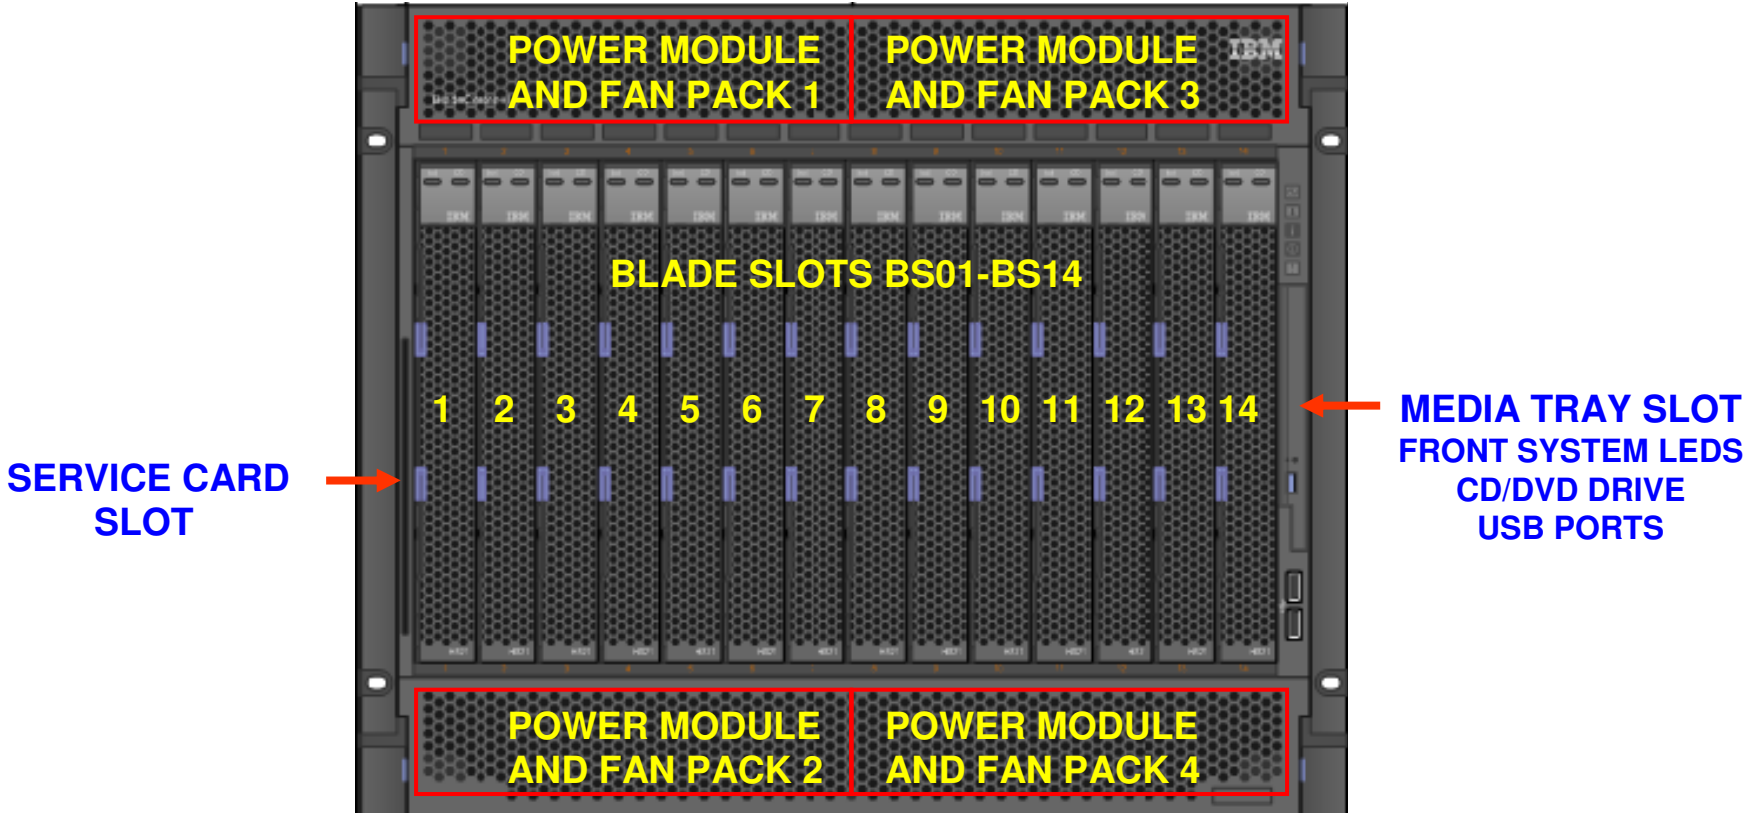 POWER MODULE
AND FAN PACK 1
POWER MODULE
AND FAN PACK 3
IBM
BLADE SLOTS BS01-BS14
1 2 3 4 5 6 7 8 9 10 11 12 13 14
SERVICE CARD
SLOT
MEDIA TRAY SLOT
FRONT SYSTEM LEDS
CD/DVD DRIVE
USB PORTS
POWER MODULE
AND FAN PACK 2
POWER MODULE
AND FAN PACK 4